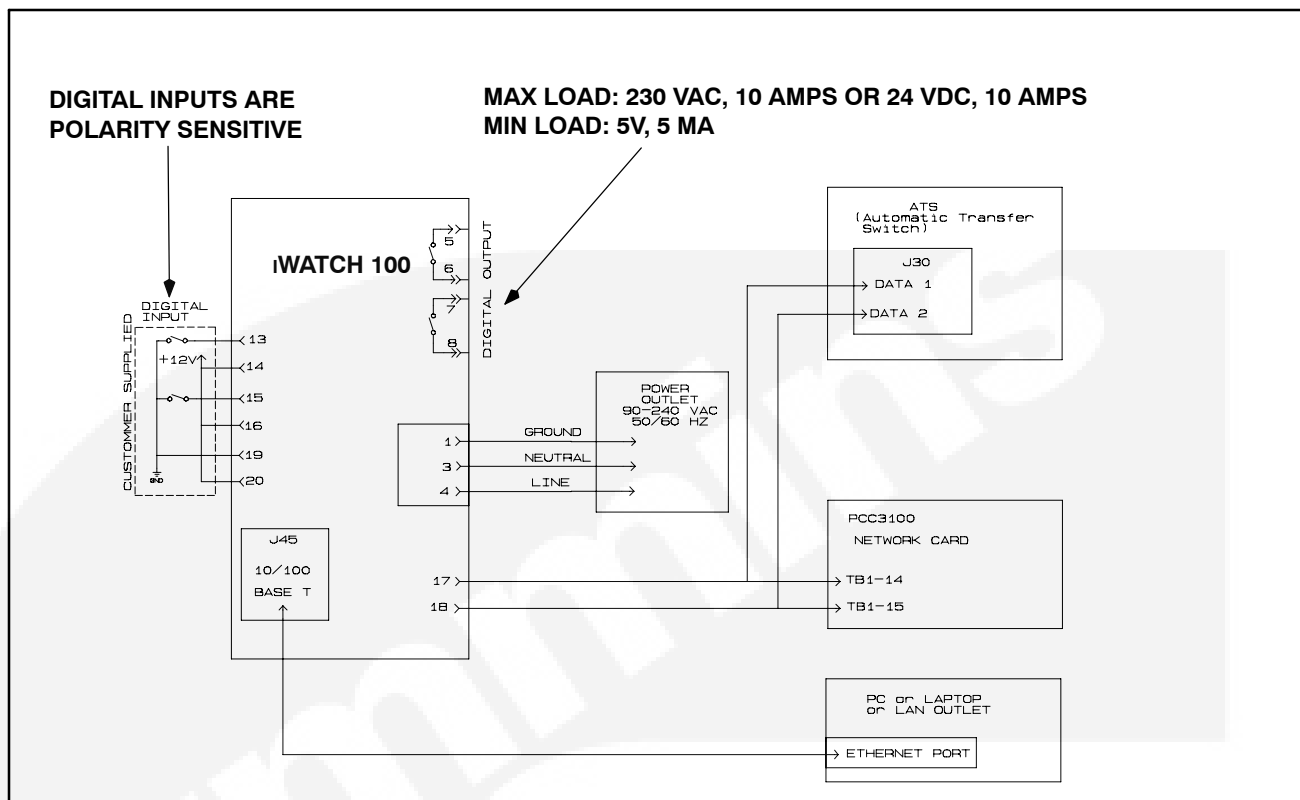 DIGITAL INPUTS ARE
POLARITY SENSITIVE
MAX LOAD: 230 VAC, 10 AMPS OR 24 VDC, 10 AMPS
MIN LOAD: 5V, 5 MA
iWATCH 100
5
6
7
8
DIGITAL OUTPUT
DIGITAL
INPUT
CUSTOMMER SUPPLIED
+12V
GND
13
14
15
16
19
20
1
3
4
GROUND
NEUTRAL
LINE
POWER
OUTLET
90-240 VAC
50/60 HZ
ATS
(Automatic Transfer
Switch)
J30
DATA 1
DATA 2
J45
10/100
BASE T
17
18
PCC3100
NETWORK CARD
TB1-14
TB1-15
PC or LAPTOP
or LAN OUTLET
ETHERNET PORT